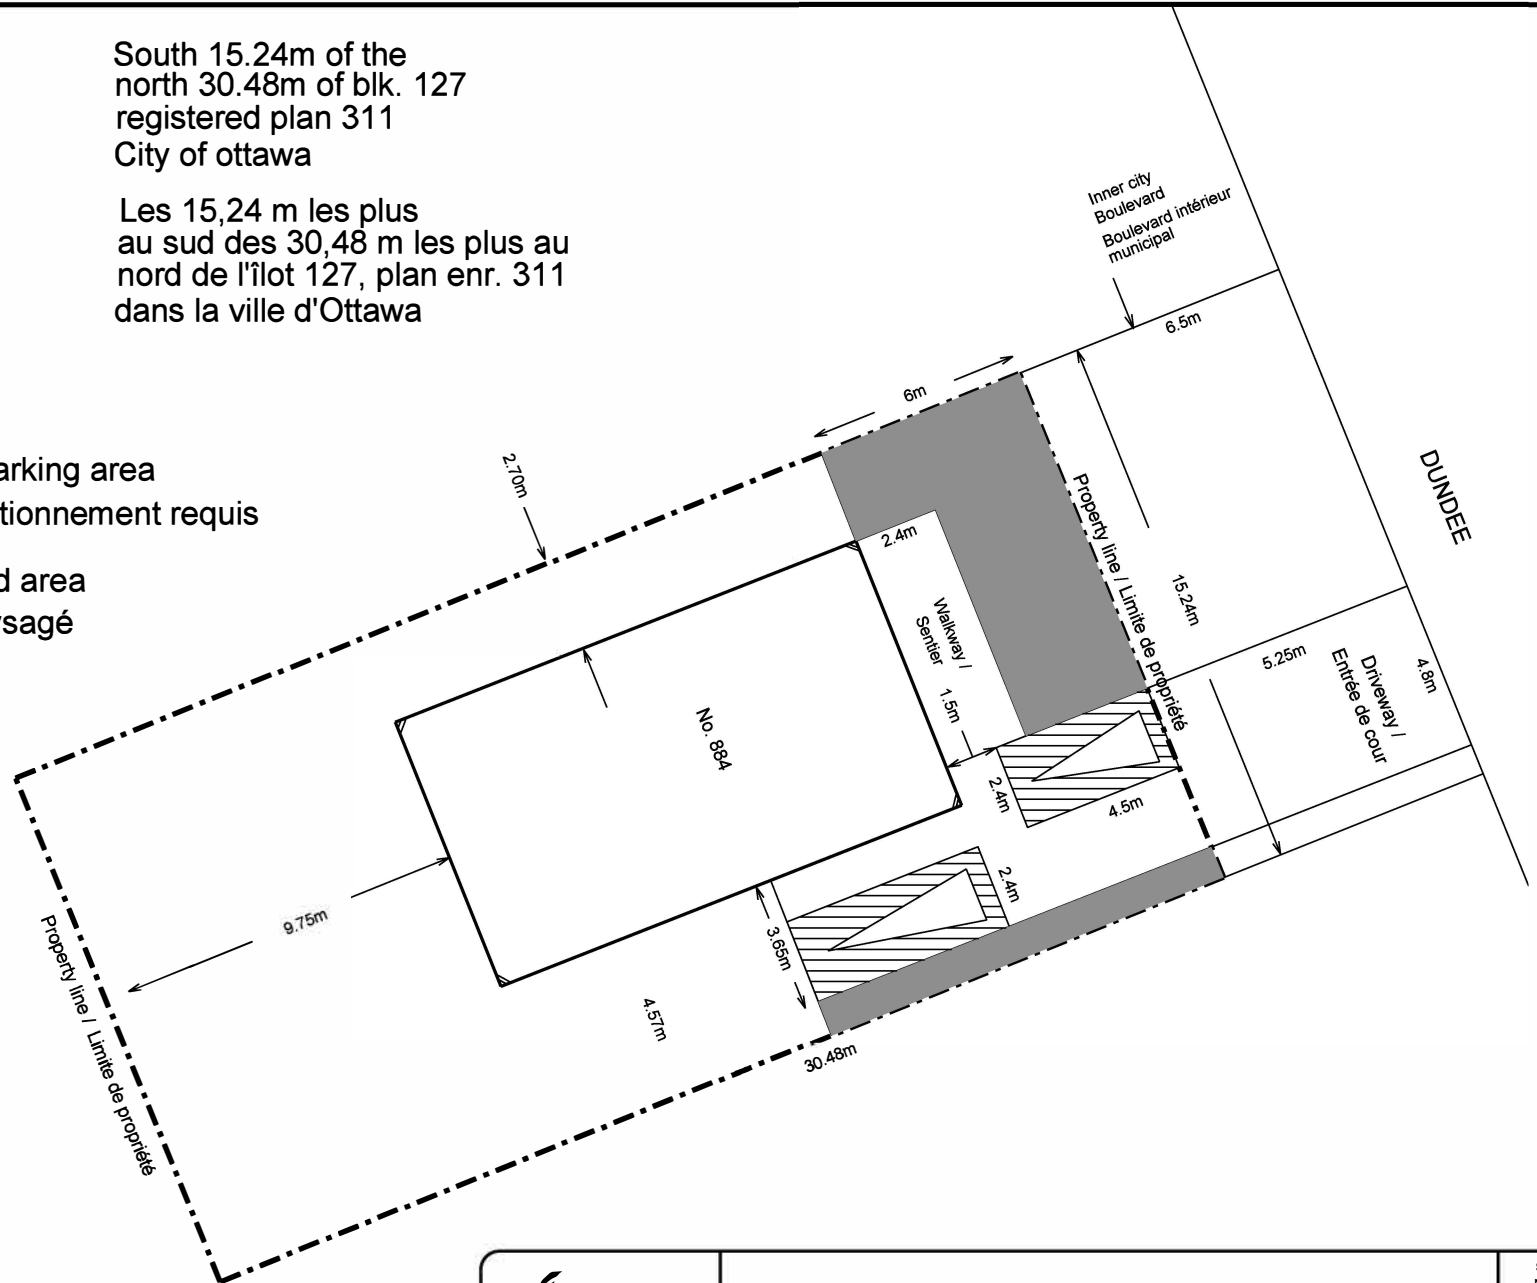 South 15.24m of the
north 30.48m of blk. 127
registered plan 311
City of ottawa
Les 15,24 m les plus
au sud des 30,48 m les plus au
nord de l'îlot 127, plan enr. 311
dans la ville d'Ottawa
Inner city
Boulevard
Boulevard intérieur
municipal
6.5m
6m
arking area
tionnement requis
d area
/sagé
2.70m
DUNDEE
Property line / Limite de propriété
2.4m
15.24m
Walkway /
Sentier
5.25m
Driveway /
Entrée de cour
4.8m
1.5m
No. 884
2.4m
4.5m
2.4m
9.75m
3.65m
4.57m
30.48m
Property line / Limite de propriété